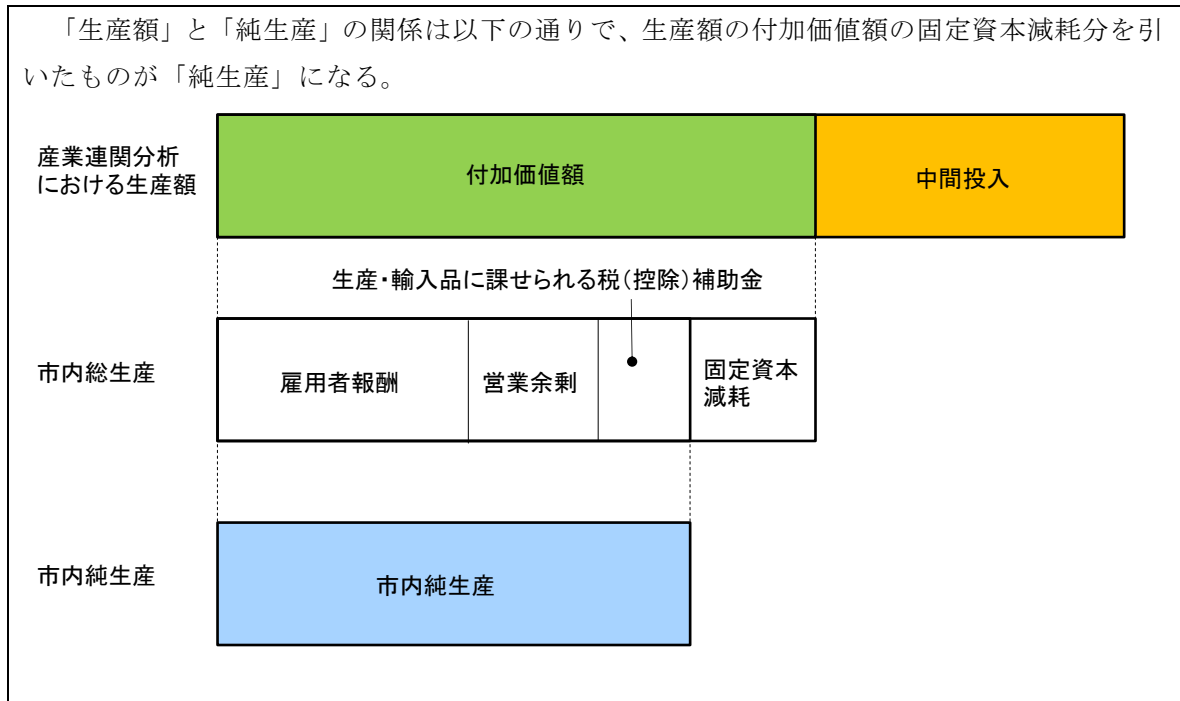 「生産額」と「純生産」の関係は以下の通りで、生産額の付加価値額の固定資本減耗分を引
いたものが「純生産」になる。
産業連関分析
における生産額
付加価値額
中間投入
生産・輸入品に課せられる税（控除）補助金
市内総生産
雇用者報酬
営業余剰
固定資本
減耗
市内純生産
市内純生産